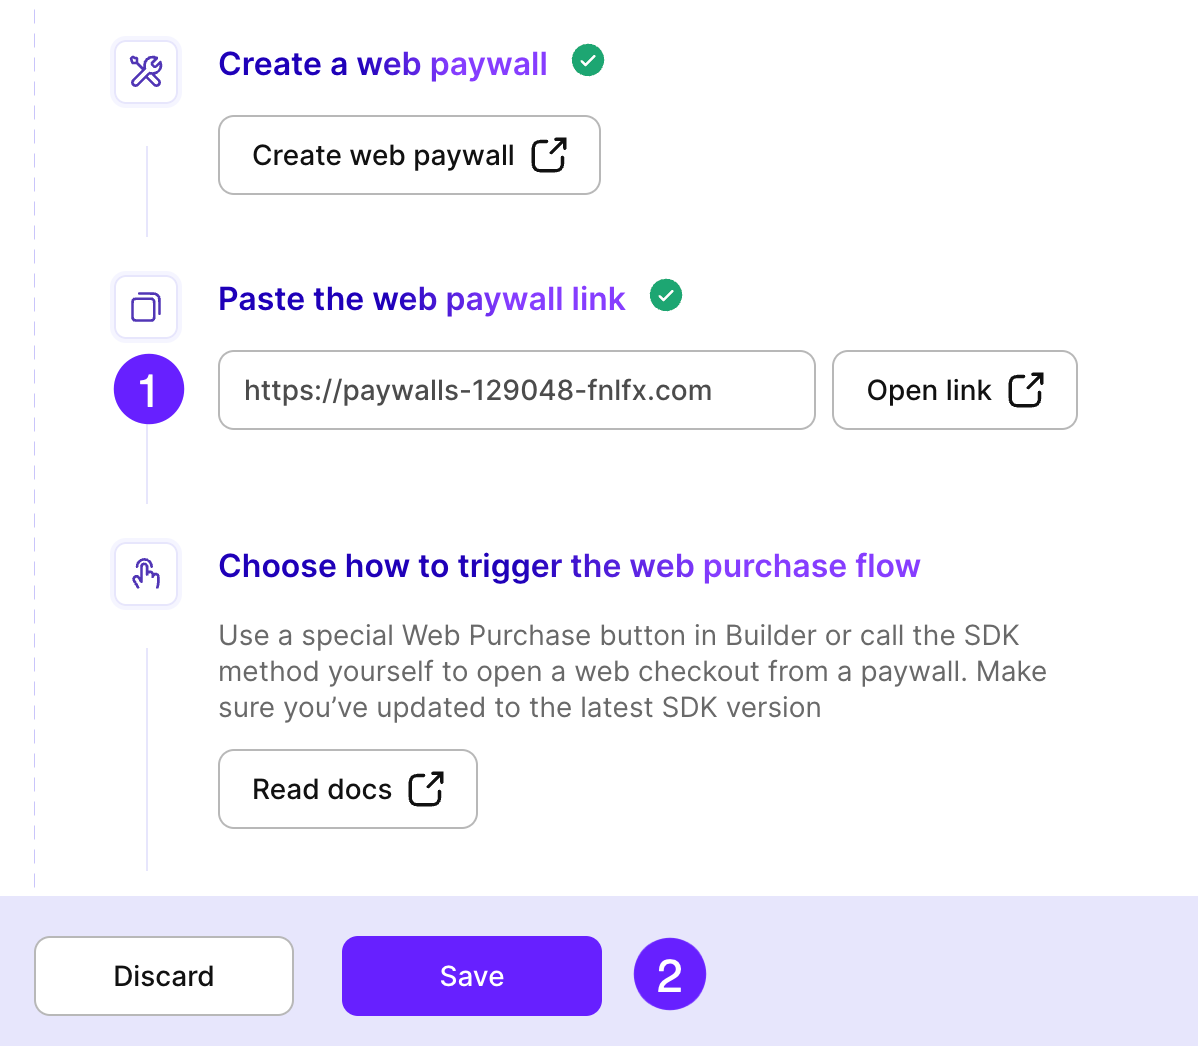 Create a web paywall
Create web paywall
Paste the web paywall link
1
https://paywalls-129048-fnlfx.com
Open link
Choose how to trigger the web purchase flow
Use a special Web Purchase button in Builder or call the SDK
method yourself to open a web checkout from a paywall. Make
sure you’ve updated to the latest SDK version
Read docs
Discard
Save
2